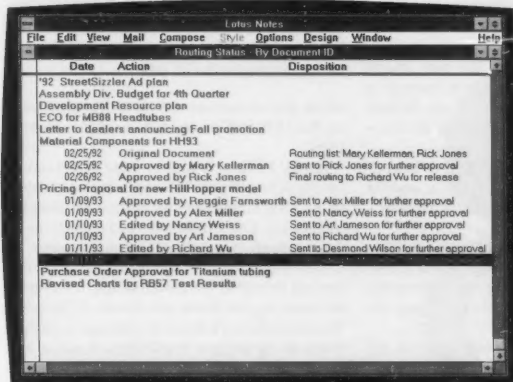 Lotus Notes
File Edit View Mail Compose Style Options Design Window Help
Routing Status - By Document ID
Date Action Disposition
'92 StreetSizzler Ad plan
Assembly Div. Budget for 4th Quarter
Development Resource plan
ECO for MB88 Headtubes
Letter to dealers announcing Fall promotion
Material Components for HH93
02/25/92 Original Document Routing list: Mary Kellerman, Rick Jones
02/25/92 Approved by Mary Kellerman Sent to Rick Jones for further approval
02/26/92 Approved by Rick Jones Final routing to Richard Wu for release
Pricing Proposal for new HillHopper model
01/09/93 Approved by Reggie Farnsworth Sent to Alex Miller for further approval
01/09/93 Approved by Alex Miller Sent to Nancy Weiss for further approval
01/10/93 Edited by Nancy Weiss Sent to Art Jameson for further approval
01/10/93 Approved by Art Jameson Sent to Richard Wu for further approval
01/11/93 Edited by Richard Wu Sent to Desmond Wilson for further approval
Purchase Order Approval for Titanium tubing
Revised Charts for RB57 Test Results